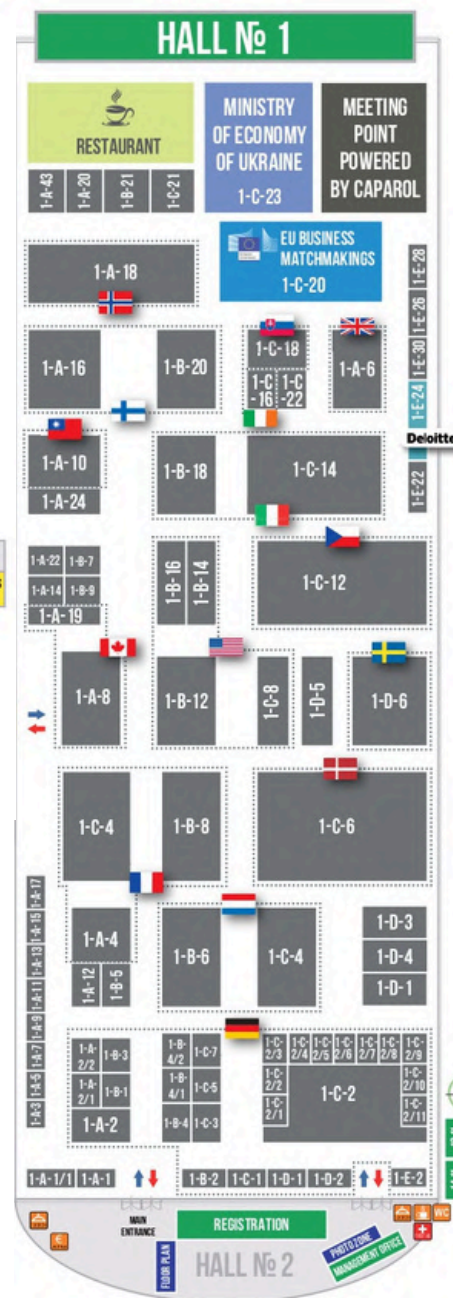 HALL № 1
RESTAURANT
MINISTRY
OF ECONOMY
OF UKRAINE
1-C-23
MEETING
POINT
POWERED
BY CAPAROL
1-A-43
1-A-20
1-B-21
1-C-21
EU BUSINESS
MATCHMAKINGS
1-C-20
1-A-18
1-E-28
1-E-26
1-E-30
1-E-24
Deloitte
1-E-22
1-A-16
1-B-20
1-C-18
1-C
-16
1-C
-22
1-A-6
1-A-10
1-A-24
1-B-18
1-C-14
1-A-22
1-B-7
1-A-14
1-B-9
1-A-19
1-B-16
1-B-14
1-C-12
1-A-8
1-B-12
1-C-8
1-D-5
1-D-6
1-C-4
1-B-8
1-C-6
1-A-17
1-A-15
1-A-13
1-A-11
1-A-9
1-A-7
1-A-5
1-A-3
1-A-4
1-A-12
1-B-5
1-B-6
1-C-4
1-D-3
1-D-4
1-D-1
1-A-
2/2
1-B-3
1-A-
2/1
1-B-1
1-A-2
1-B-
4/2
1-C-7
1-B-
4/1
1-C-5
1-B-4
1-C-3
1-C-
2/3
1-C-
2/4
1-C-
2/5
1-C-
2/6
1-C-
2/7
1-C-
2/8
1-C-
2/9
1-C-
2/2
1-C-
2/10
1-C-
2/1
1-C-
2/11
1-C-2
1-A-1/1
1-A-1
1-B-2
1-C-1
1-D-1
1-D-2
1-E-2
MAIN
ENTRANCE
REGISTRATION
FLOOR PLAN
HALL № 2
PHOTO ZONE
MANAGEMENT OFFICE
WC